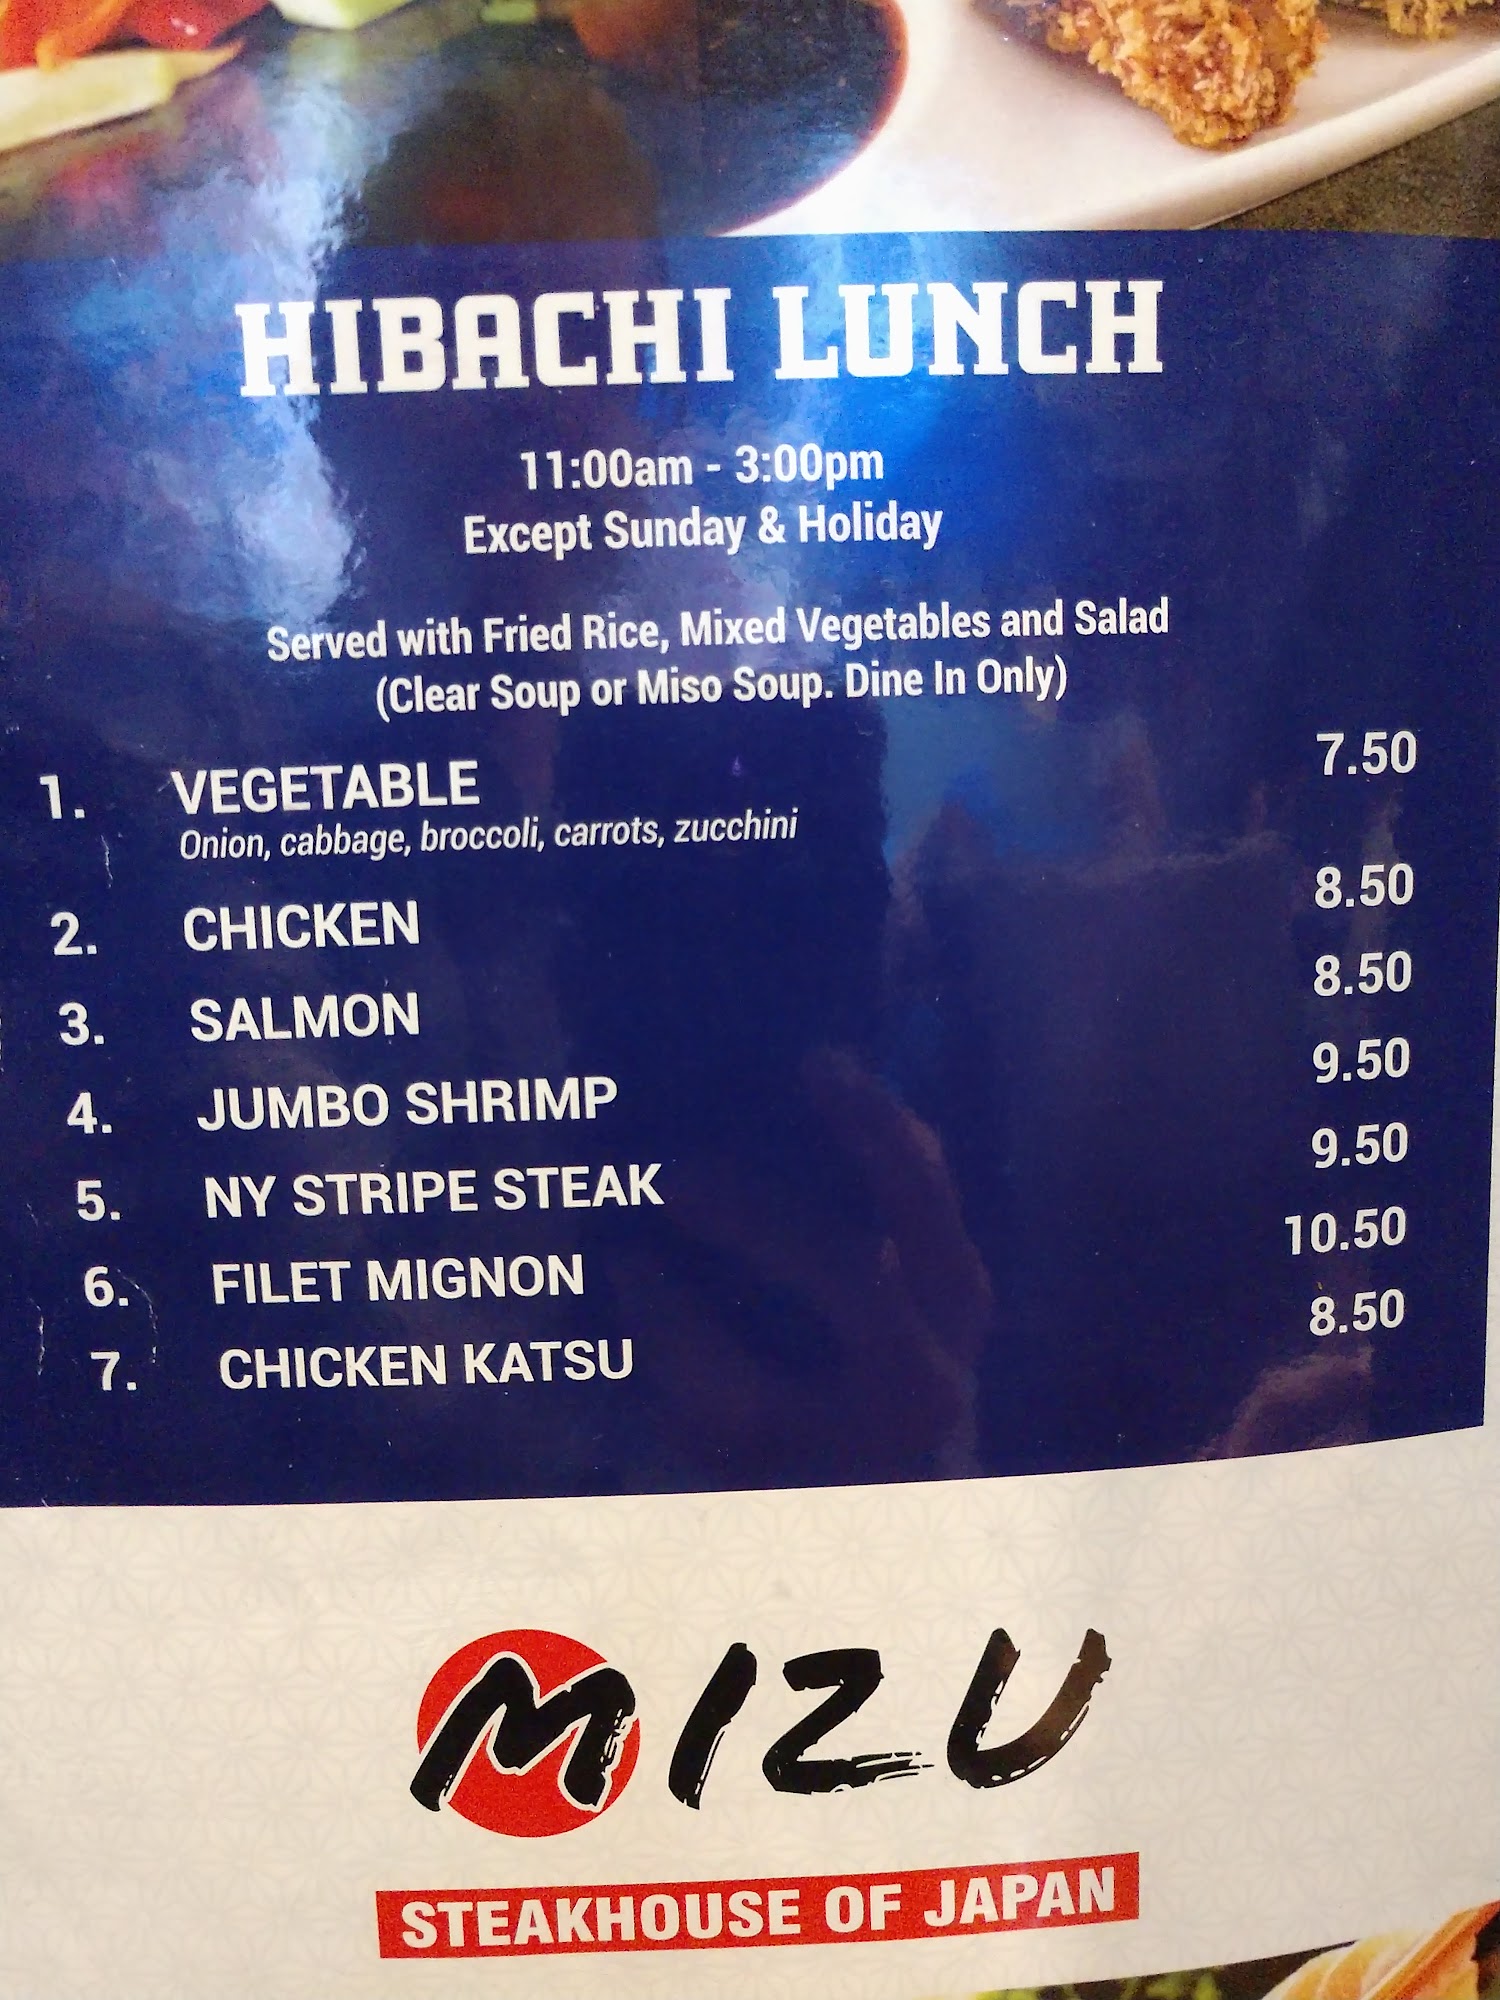 HIBACHI LUNCH
11:00am - 3:00pm
Except Sunday & Holiday
Served with Fried Rice, Mixed Vegetables and Salad
(Clear Soup or Miso Soup. Dine In Only)
1. VEGETABLE 7.50
Onion, cabbage, broccoli, carrots, zucchini
2. CHICKEN 8.50
3. SALMON 8.50
4. JUMBO SHRIMP 9.50
5. NY STRIPE STEAK 9.50
6. FILET MIGNON 10.50
7. CHICKEN KATSU 8.50
MIZU
STEAKHOUSE OF JAPAN